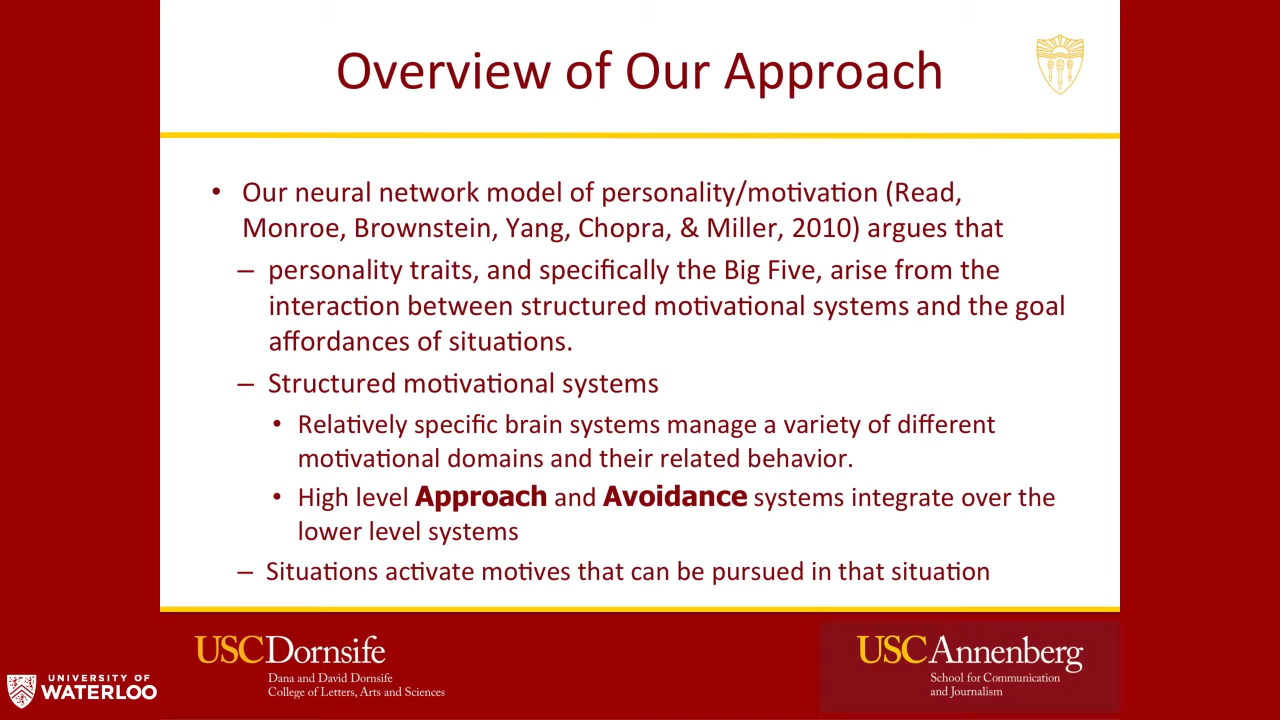 Overview of Our Approach
• Our neural network model of personality/motivation (Read,
Monroe, Brownstein, Yang, Chopra, & Miller, 2010) argues that
– personality traits, and specifically the Big Five, arise from the
interaction between structured motivational systems and the goal
affordances of situations.
– Structured motivational systems
• Relatively specific brain systems manage a variety of different
motivational domains and their related behavior.
• High level Approach and Avoidance systems integrate over the
lower level systems
– Situations activate motives that can be pursued in that situation
USC Dornsife
Dana and David Dornsife
College of Letters, Arts and Sciences
USC Annenberg
School for Communication
and Journalism
UNIVERSITY OF
WATERLOO